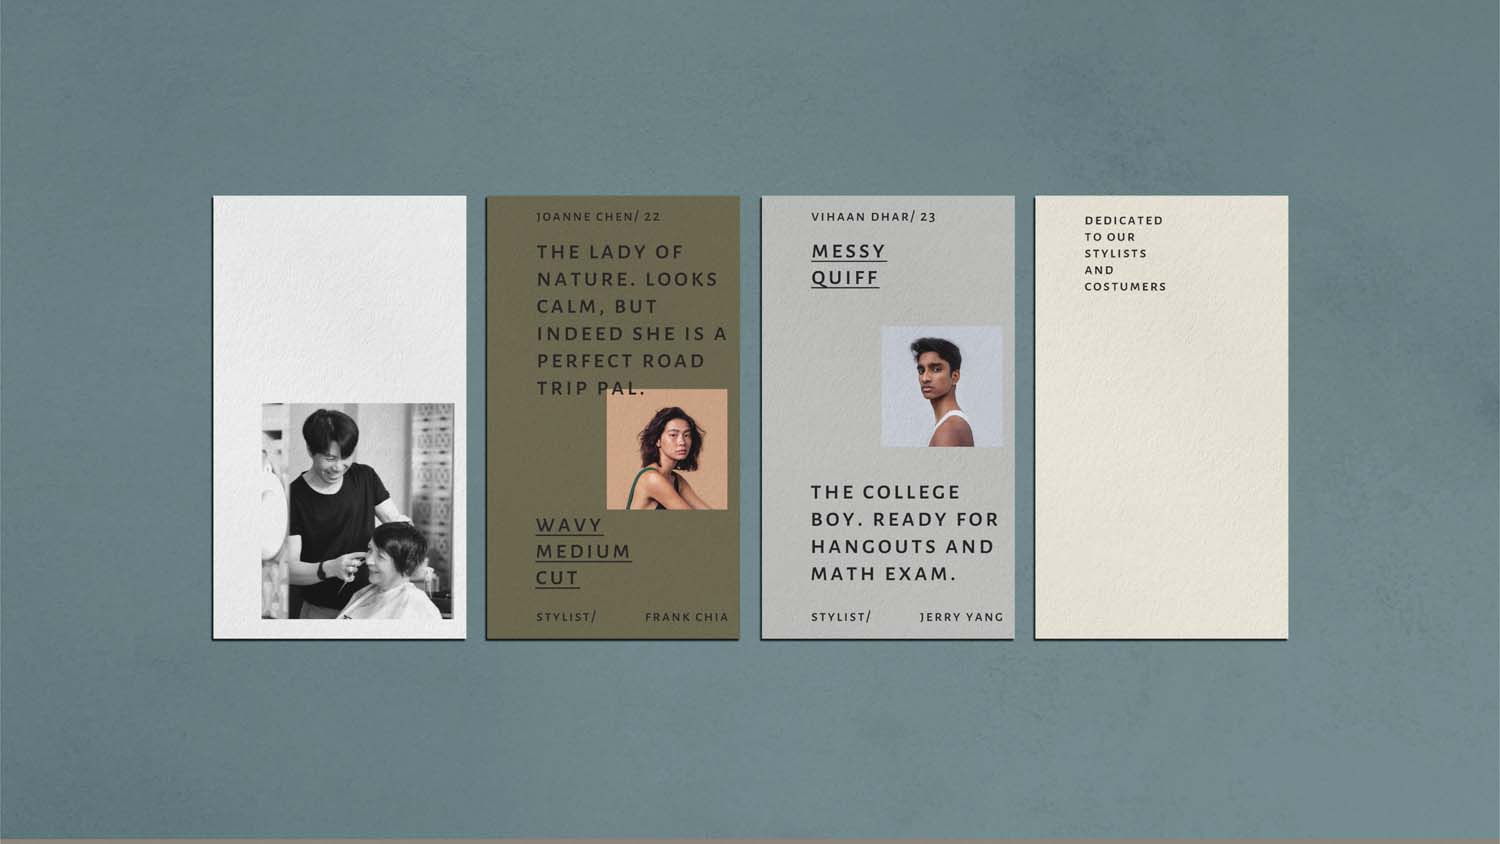 JOANNE CHEN/ 22
THE LADY OF
NATURE. LOOKS
CALM, BUT
INDEED SHE IS A
PERFECT ROAD
TRIP PAL.
WAVY
MEDIUM
CUT
STYLIST/ FRANK CHIA
VIHAAN DHAR/ 23
MESSY
QUIFF
THE COLLEGE
BOY. READY FOR
HANGOUTS AND
MATH EXAM.
STYLIST/ JERRY YANG
DEDICATED
TO OUR
STYLISTS
AND
COSTUMERS